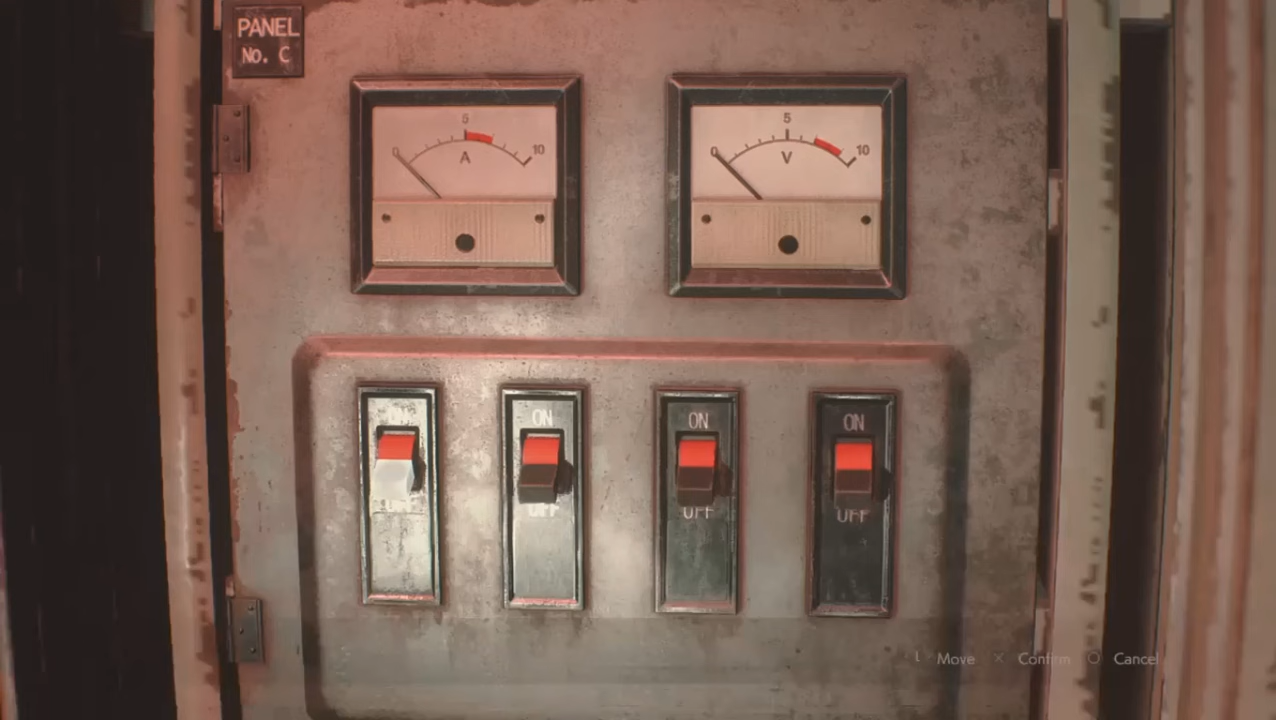 PANEL
No. C
0 5 10
A
0 5 10
V
ON ON ON
OFF OFF OFF
Move Confirm Cancel